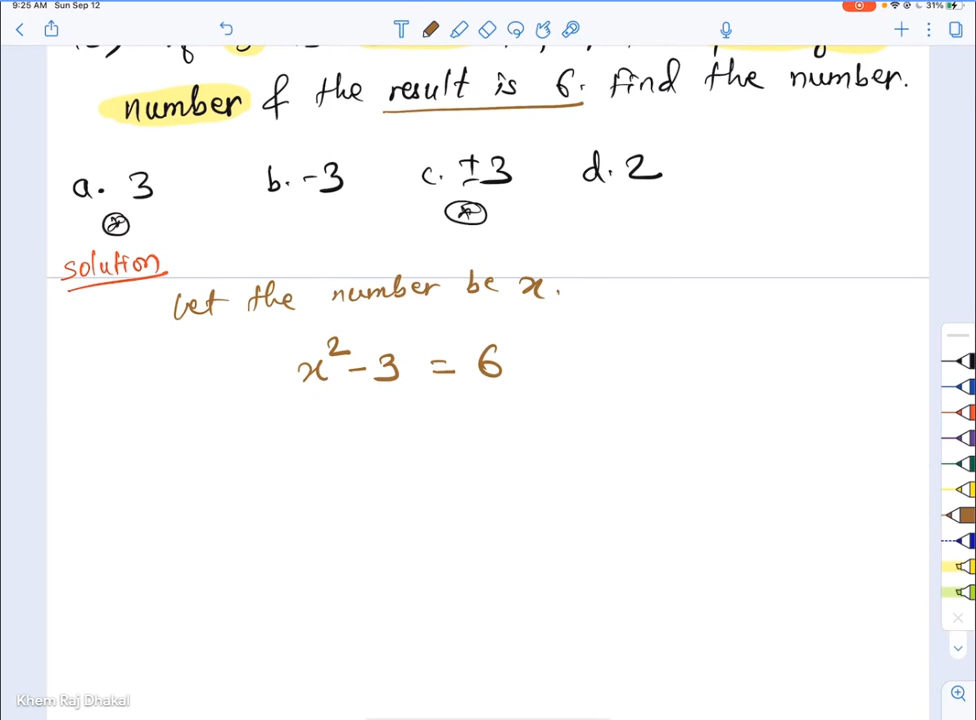 9:25 AM Sun Sep 12
31%
number & the result is 6. find the number.
a. 3 b. -3 c. ±3 d. 2
solution
Let the number be x.
x² - 3 = 6
Khem Raj Dhakal